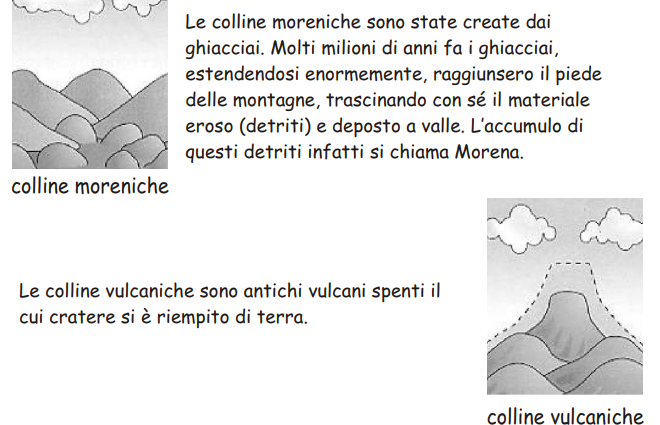 Le colline moreniche sono state create dai
ghiacciai. Molti milioni di anni fa i ghiacciai,
estendendosi enormemente, raggiunsero il piede
delle montagne, trascinando con sé il materiale
eroso (detriti) e deposto a valle. L'accumulo di
questi detriti infatti si chiama Morena.
colline moreniche
Le colline vulcaniche sono antichi vulcani spenti il
cui cratere si è riempito di terra.
colline vulcaniche